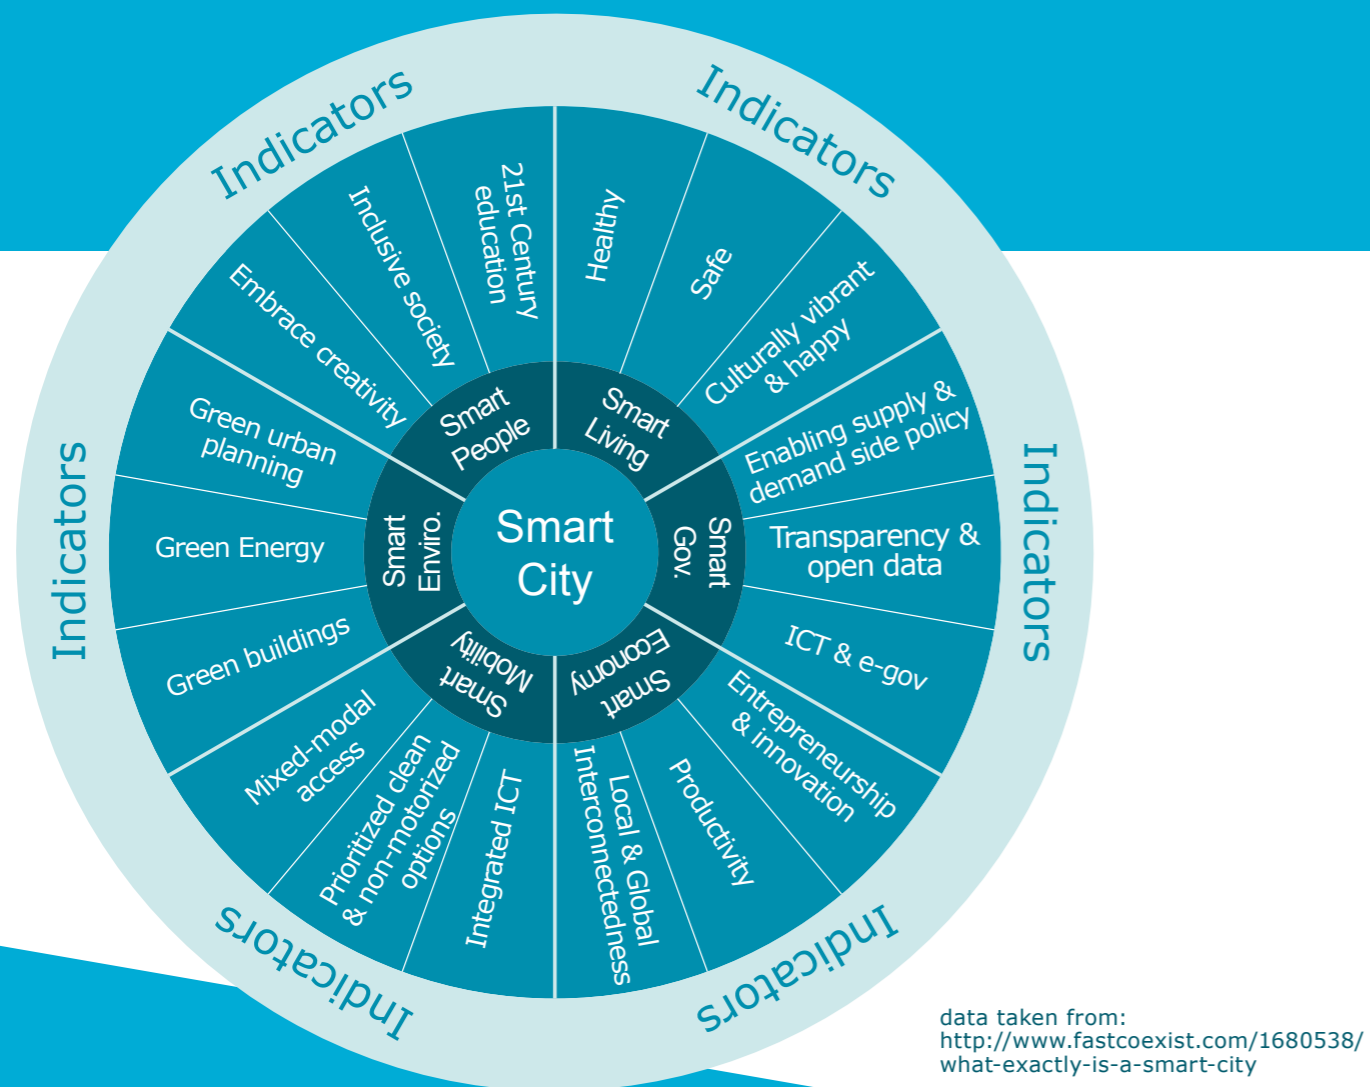 Smart
City
Smart
Living
Healthy
Safe
Culturally vibrant
& happy
Indicators
Smart
Gov.
Enabling supply &
demand side policy
Transparency &
open data
ICT & e-gov
Indicators
Smart
Economy
Entrepreneurship
& innovation
Productivity
Local & Global
Interconnectedness
Indicators
Smart
Mobility
Integrated ICT
Prioritized clean
& non-motorized
options
Mixed-modal
access
Indicators
Smart
Enviro.
Green buildings
Green Energy
Green urban
planning
Indicators
Smart
People
Embrace creativity
Inclusive society
21st Century
education
Indicators
data taken from:
http://www.fastcoexist.com/1680538/
what-exactly-is-a-smart-city